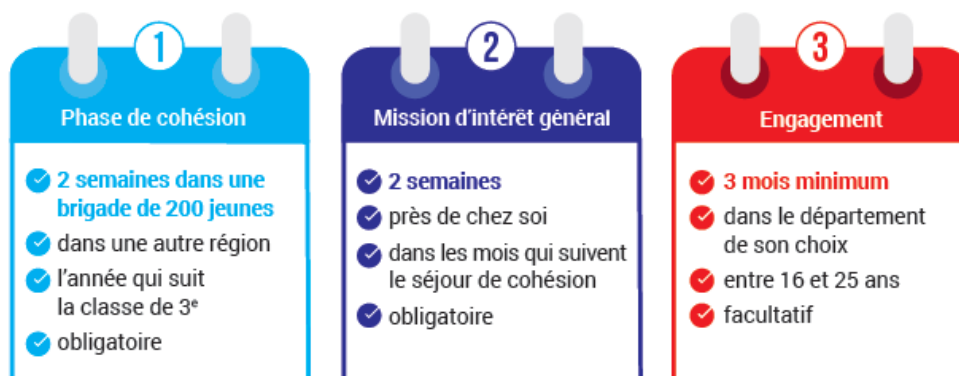 1
Phase de cohésion
2 semaines dans une
brigade de 200 jeunes
dans une autre région
l'année qui suit
la classe de 3ᵉ
obligatoire
2
Mission d'intérêt général
2 semaines
près de chez soi
dans les mois qui suivent
le séjour de cohésion
obligatoire
3
Engagement
3 mois minimum
dans le département
de son choix
entre 16 et 25 ans
facultatif